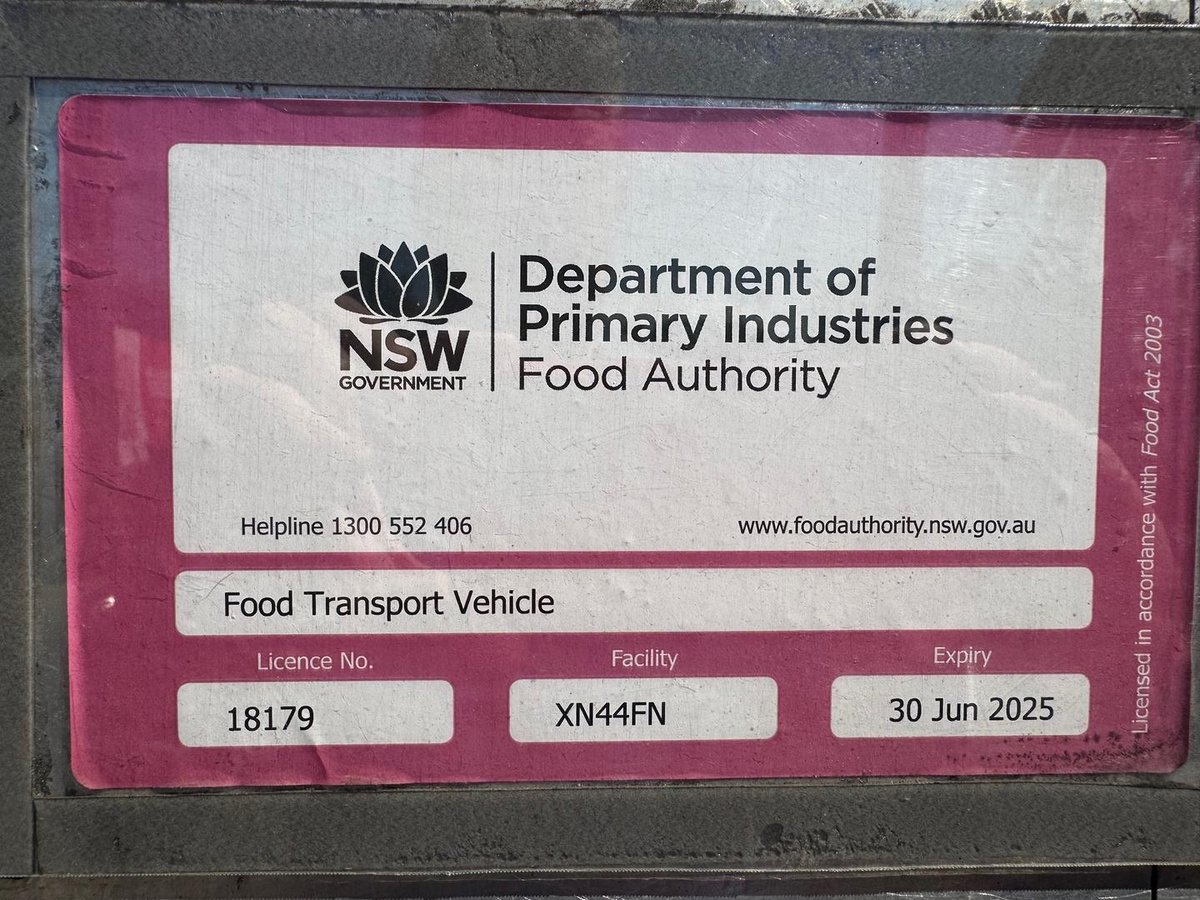 NSW
GOVERNMENT
Department of
Primary Industries
Food Authority
Helpline 1300 552 406
www.foodauthority.nsw.gov.au
Food Transport Vehicle
Licence No.
Facility
Expiry
18179
XN44FN
30 Jun 2025
Licensed in accordance with Food Act 2003